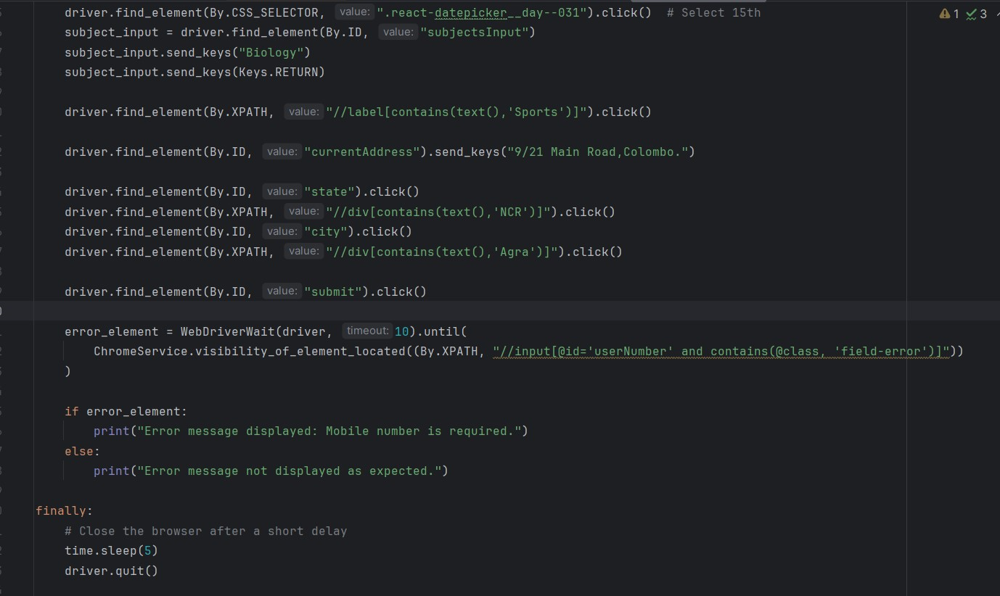 driver.find_element(By.CSS_SELECTOR, value: ".react-datepicker__day--031").click()  # Select 15th
1 3
subject_input = driver.find_element(By.ID, value: "subjectsInput")
subject_input.send_keys("Biology")
subject_input.send_keys(Keys.RETURN)
driver.find_element(By.XPATH, value: "//label[contains(text(),'Sports')]").click()
driver.find_element(By.ID, value: "currentAddress").send_keys("9/21 Main Road,Colombo.")
driver.find_element(By.ID, value: "state").click()
driver.find_element(By.XPATH, value: "//div[contains(text(),'NCR')]").click()
driver.find_element(By.ID, value: "city").click()
driver.find_element(By.XPATH, value: "//div[contains(text(),'Agra')]").click()
driver.find_element(By.ID, value: "submit").click()
error_element = WebDriverWait(driver, timeout: 10).until(
ChromeService.visibility_of_element_located((By.XPATH, "//input[@id='userNumber' and contains(@class, 'field-error')]"))
)
if error_element:
print("Error message displayed: Mobile number is required.")
else:
print("Error message not displayed as expected.")
finally:
# Close the browser after a short delay
time.sleep(5)
driver.quit()